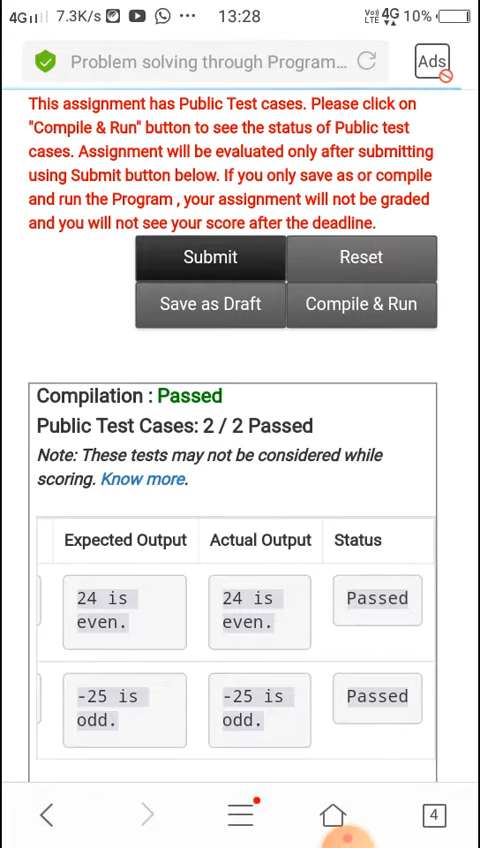 4G 7.3K/s ··· 13:28 Vo) LTE 4G 10%
Problem solving through Program... Ads
This assignment has Public Test cases. Please click on
"Compile & Run" button to see the status of Public test
cases. Assignment will be evaluated only after submitting
using Submit button below. If you only save as or compile
and run the Program , your assignment will not be graded
and you will not see your score after the deadline.
Submit Reset
Save as Draft Compile & Run
Compilation : Passed
Public Test Cases: 2 / 2 Passed
Note: These tests may not be considered while
scoring. Know more.
Expected Output Actual Output Status
24 is 24 is Passed
even. even.
-25 is -25 is Passed
odd. odd.
4